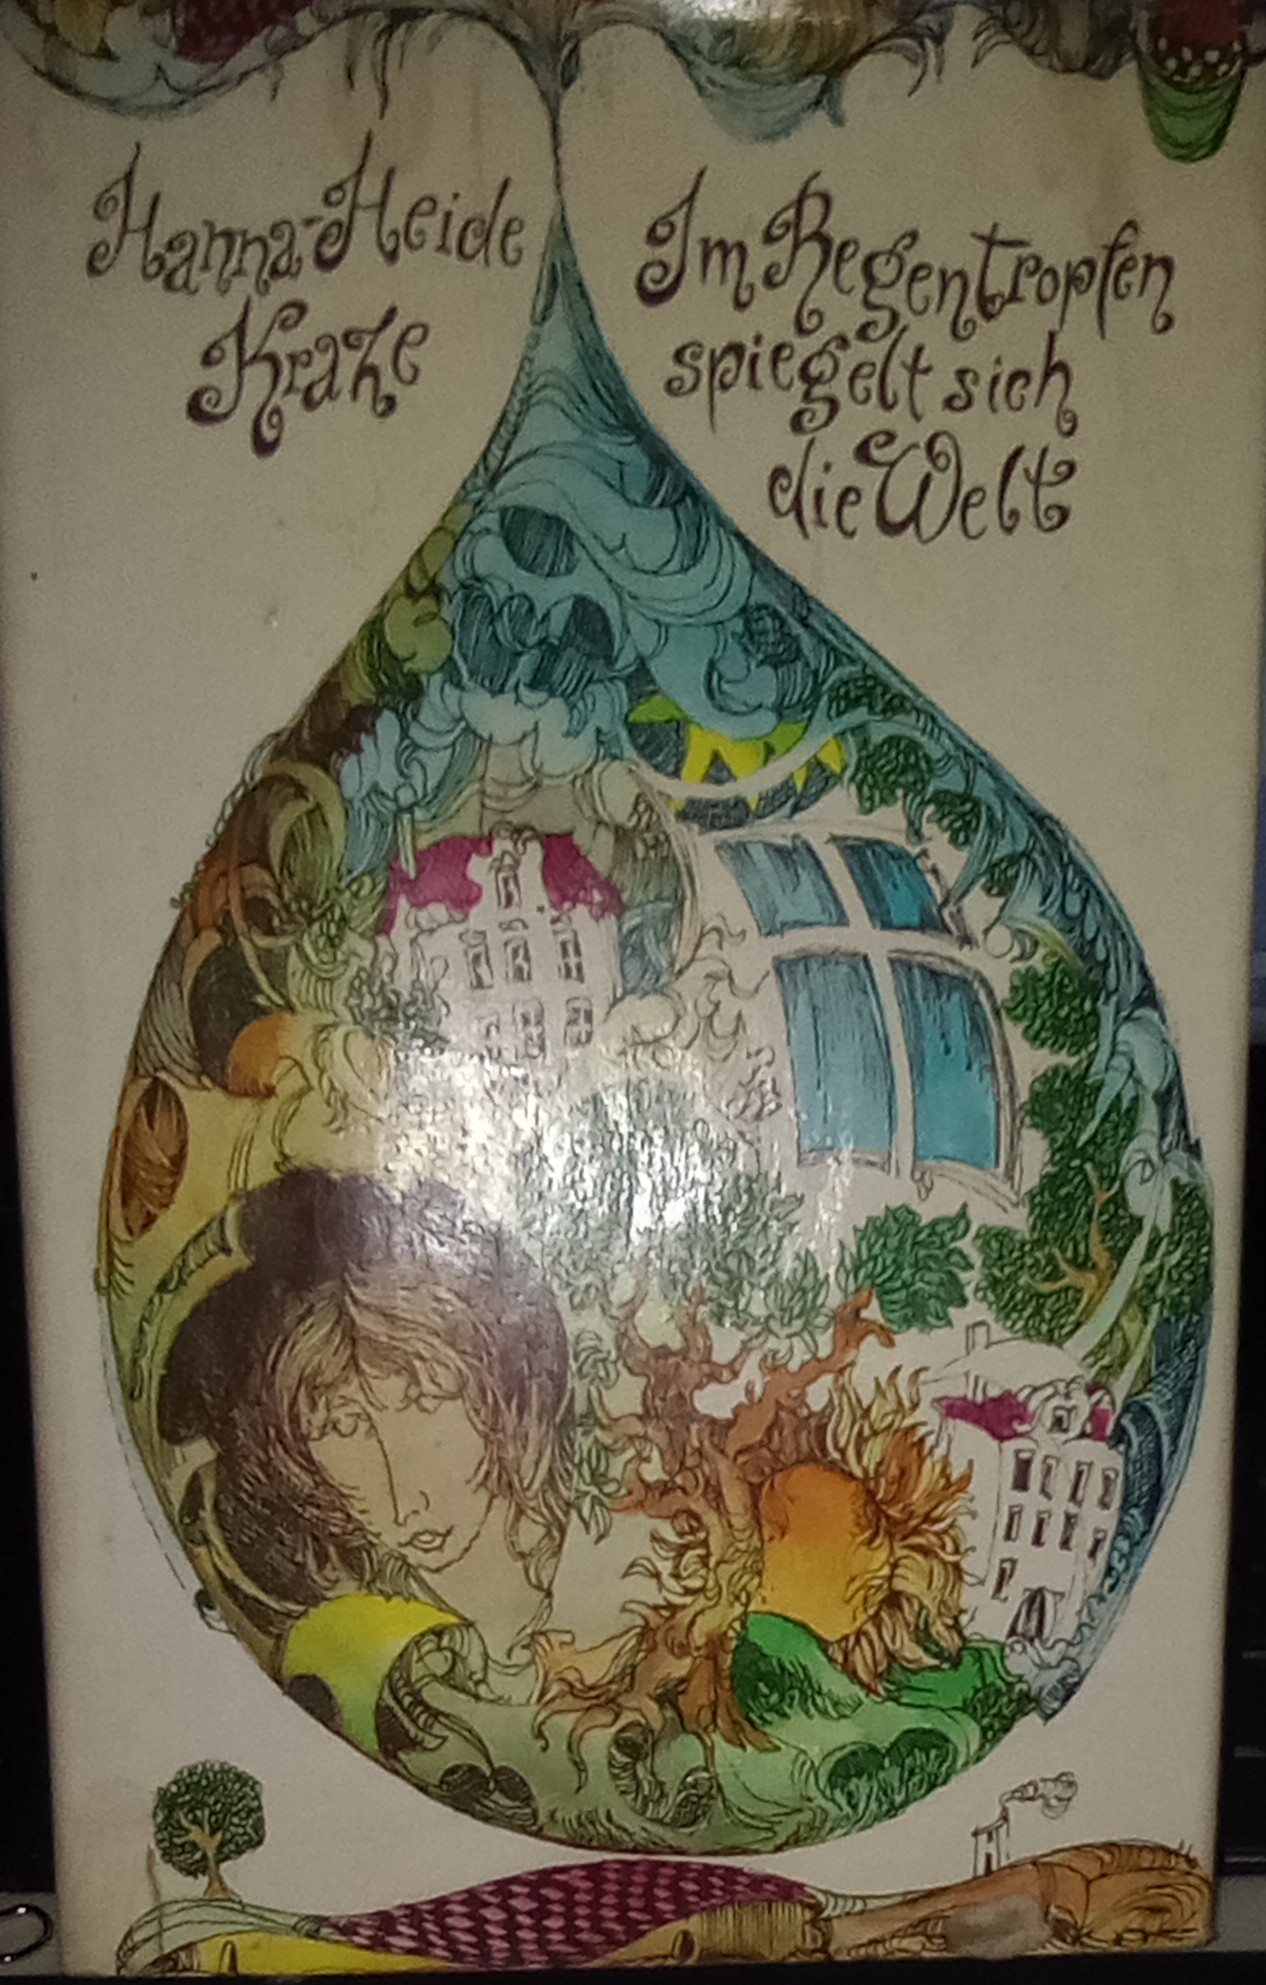 Hanna-Heide
Kraze
Im Regentropfen
spiegelt sich
die Welt